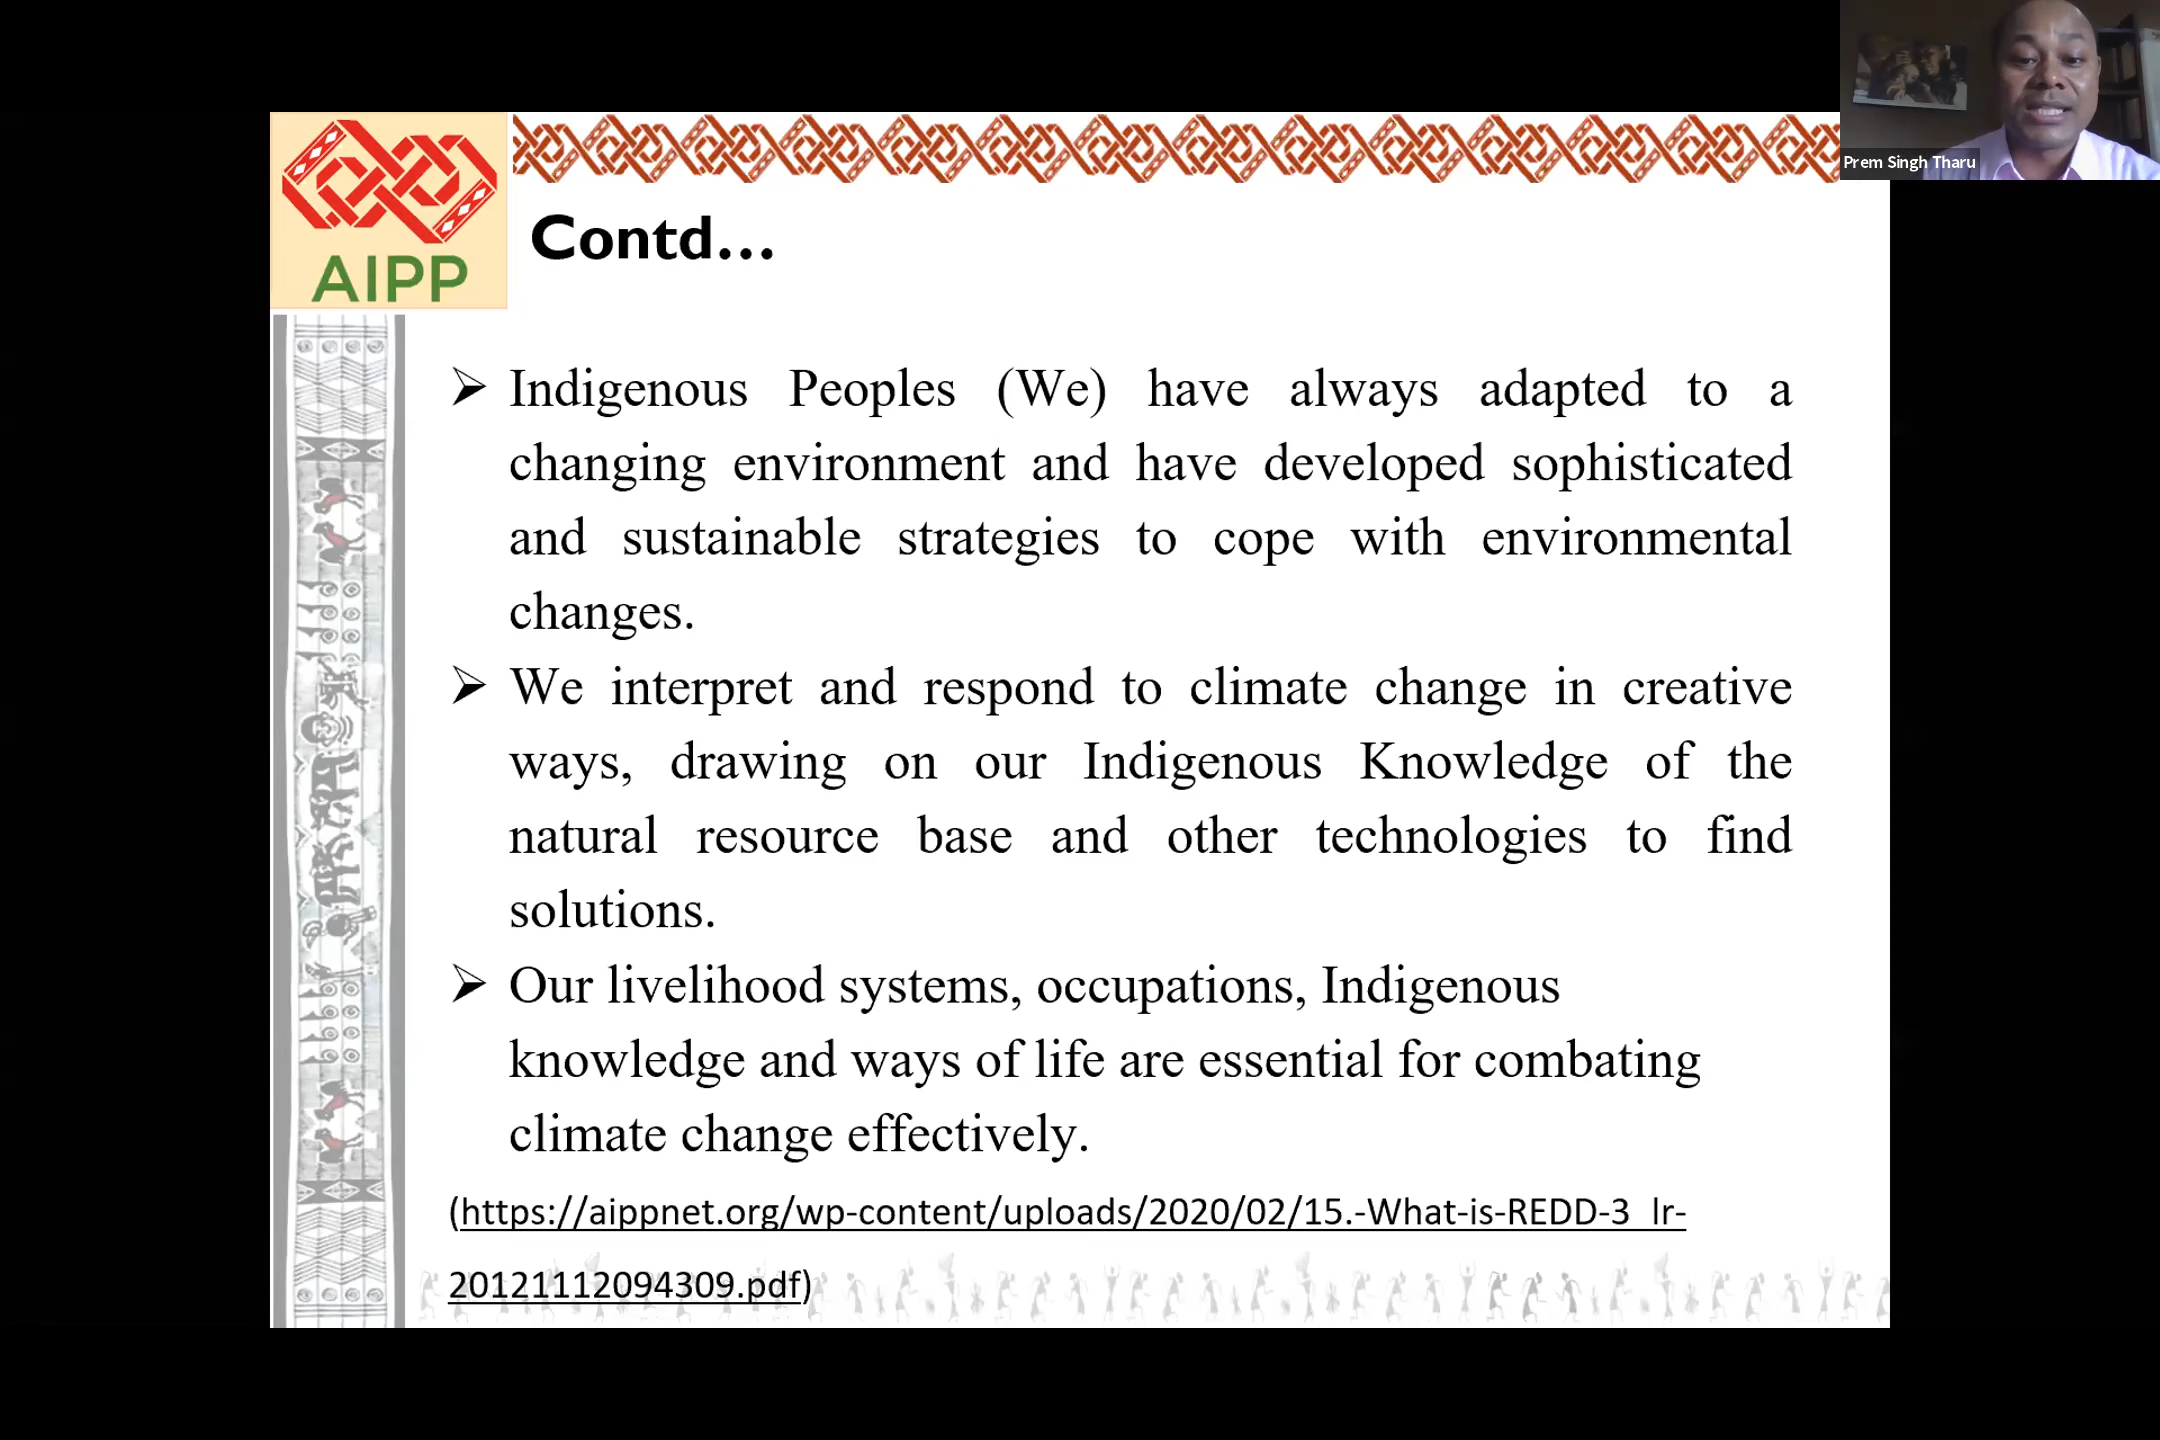 Prem Singh Tharu
AIPP
Contd...
➢ Indigenous Peoples (We) have always adapted to a
changing environment and have developed sophisticated
and sustainable strategies to cope with environmental
changes.
➢ We interpret and respond to climate change in creative
ways, drawing on our Indigenous Knowledge of the
natural resource base and other technologies to find
solutions.
➢ Our livelihood systems, occupations, Indigenous
knowledge and ways of life are essential for combating
climate change effectively.
(https://aippnet.org/wp-content/uploads/2020/02/15.-What-is-REDD-3_lr-
20121112094309.pdf)